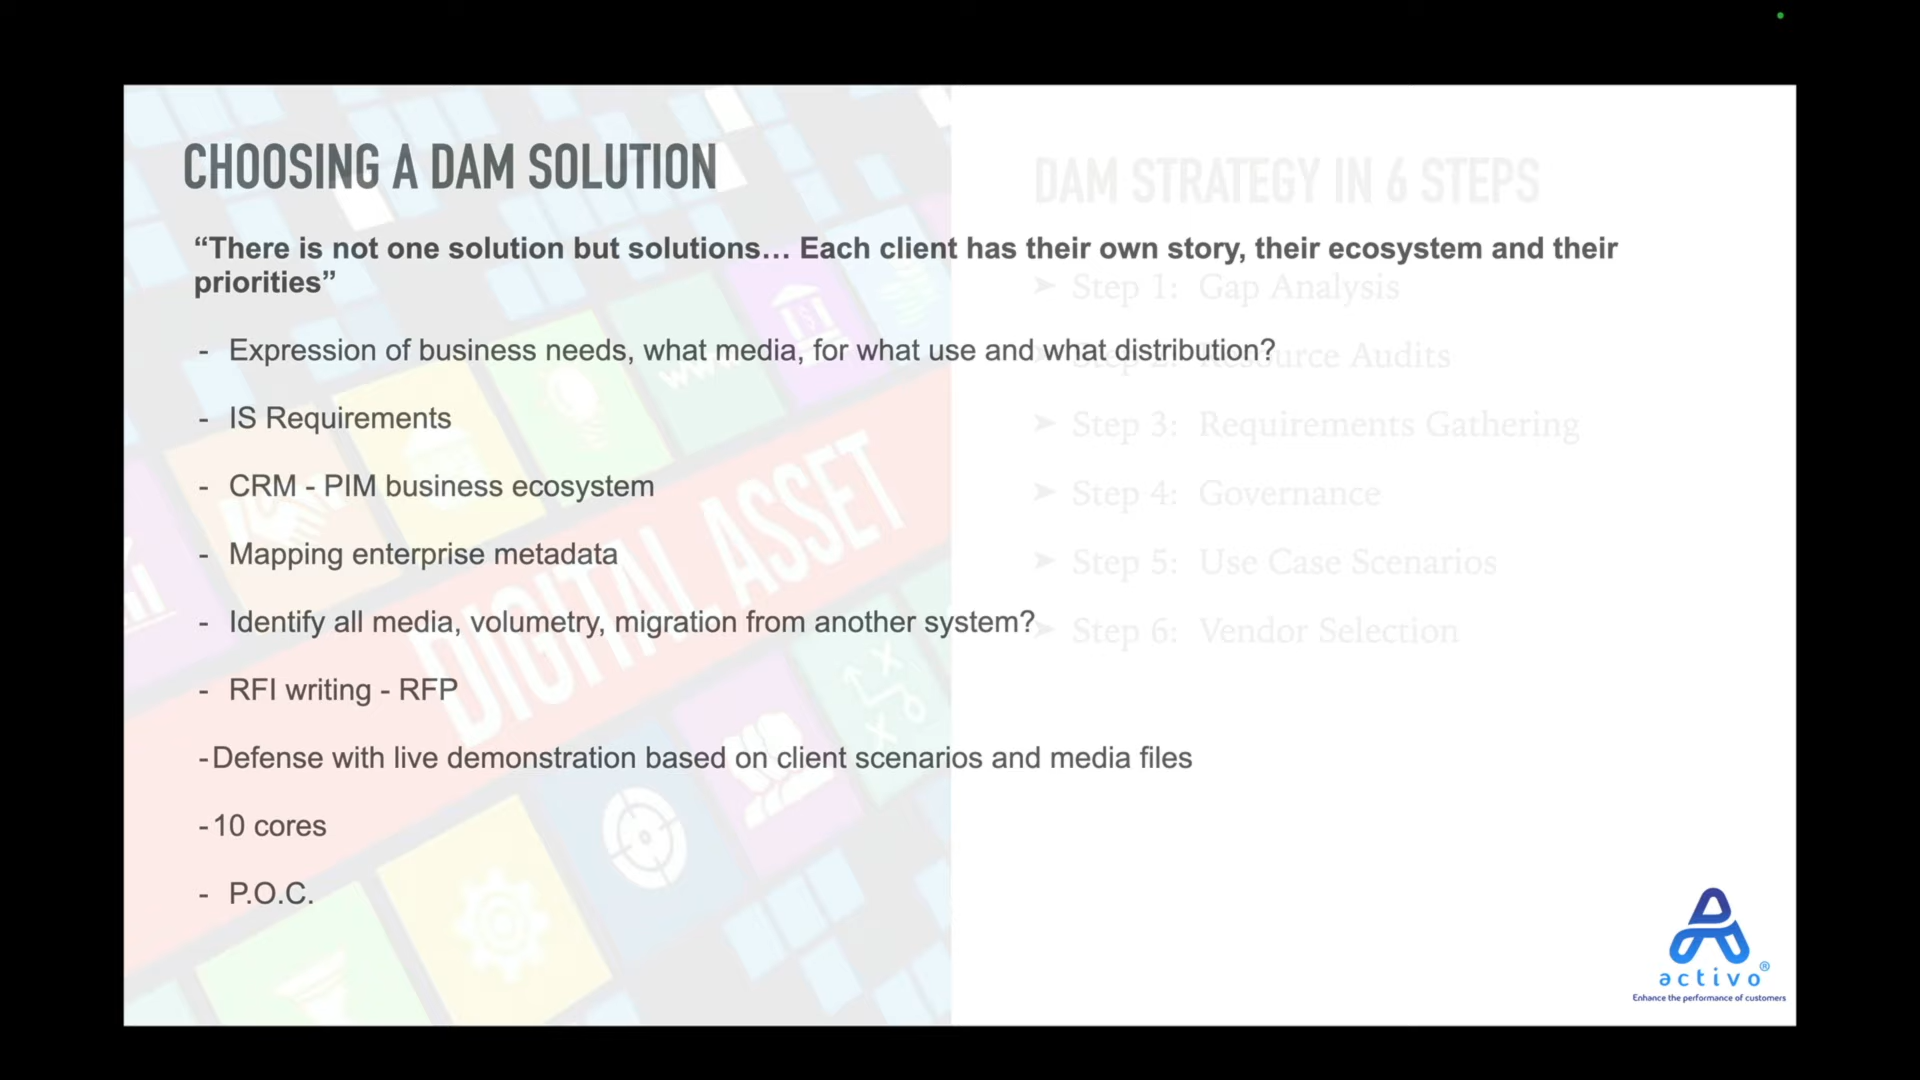 CHOOSING A DAM SOLUTION
“There is not one solution but solutions… Each client has their own story, their ecosystem and their
priorities”
- Expression of business needs, what media, for what use and what distribution?
- IS Requirements
- CRM - PIM business ecosystem
- Mapping enterprise metadata
- Identify all media, volumetry, migration from another system?
- RFI writing - RFP
-Defense with live demonstration based on client scenarios and media files
-10 cores
- P.O.C.
DAM STRATEGY IN 6 STEPS
➤ Step 1: Gap Analysis
➤ Step 2: Resource Audits
➤ Step 3: Requirements Gathering
➤ Step 4: Governance
➤ Step 5: Use Case Scenarios
➤ Step 6: Vendor Selection
DIGITAL ASSET
www
activo®
Enhance the performance of customers